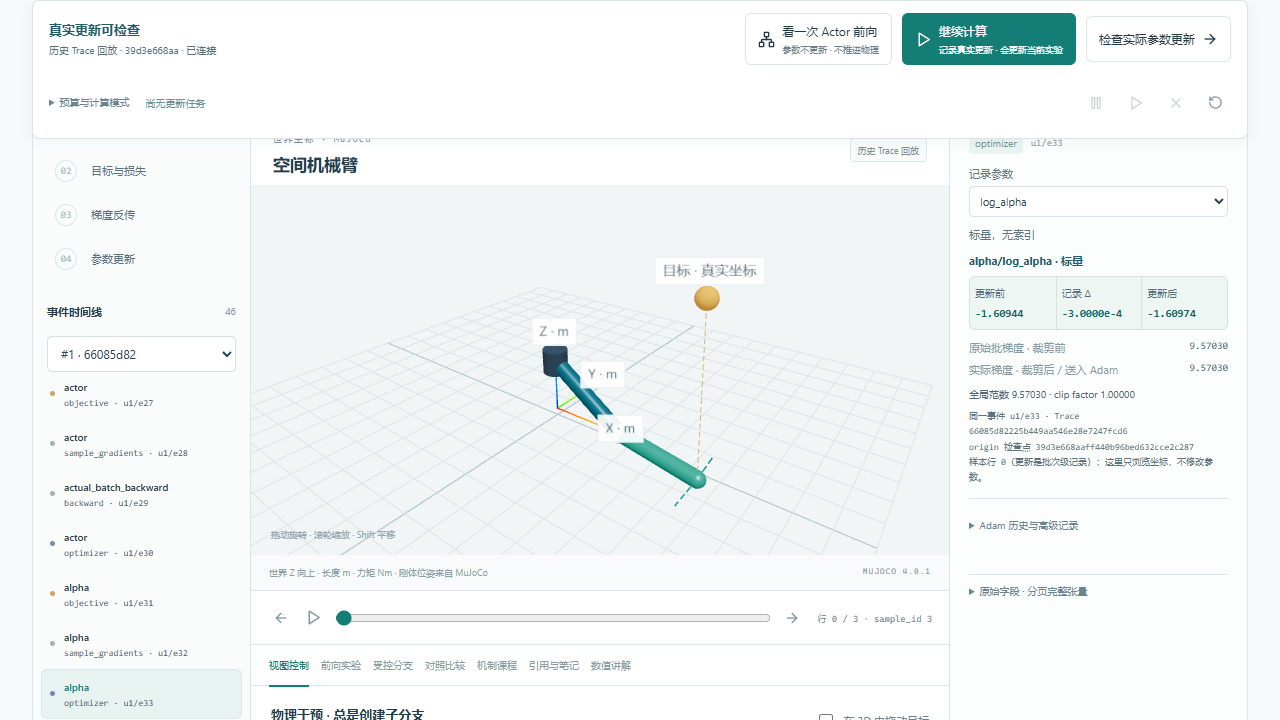 真实更新可检查
历史 Trace 回放 · 39d3e668aa · 已连接
看一次 Actor 前向
参数不更新 · 不推进物理
继续计算
记录真实更新 · 会更新当前实验
检查实际参数更新
预算与计算模式
尚无更新任务
02 目标与损失
03 梯度反传
04 参数更新
事件时间线 46
#1 · 66085d82
actor
objective · u1/e27
actor
sample_gradients · u1/e28
actual_batch_backward
backward · u1/e29
actor
optimizer · u1/e30
alpha
objective · u1/e31
alpha
sample_gradients · u1/e32
alpha
optimizer · u1/e33
世界坐标 · MuJoCo
空间机械臂
历史 Trace 回放
目标 · 真实坐标
Z · m
Y · m
X · m
拖动旋转 · 滚轮缩放 · Shift 平移
世界 Z 向上 · 长度 m · 力矩 Nm · 刚体位姿来自 MuJoCo
MUJOCO 4.0.1
行 0 / 3 · sample_id 3
视图控制 前向实验 受控分支 对照比较 机制课程 引用与笔记 数值讲解
物理干预 · 总是创建子分支
在 3D 中拖动目标
optimizer u1/e33
记录参数
log_alpha
标量，无索引
alpha/log_alpha · 标量
更新前 记录 Δ 更新后
-1.60944 -3.0000e-4 -1.60974
原始批梯度 · 裁剪前 9.57030
实际梯度 · 裁剪后 / 送入 Adam 9.57030
全局范数 9.57030 · clip factor 1.00000
同一事件 u1/e33 · Trace
66085d82225b449aa546e28e7247fcd6
origin 检查点 39d3e668aaff440b96bed632cce2c287
样本行 0（更新是批次级记录）；这里只浏览坐标，不修改参
数。
Adam 历史与高级记录
原始字段 · 分页完整张量